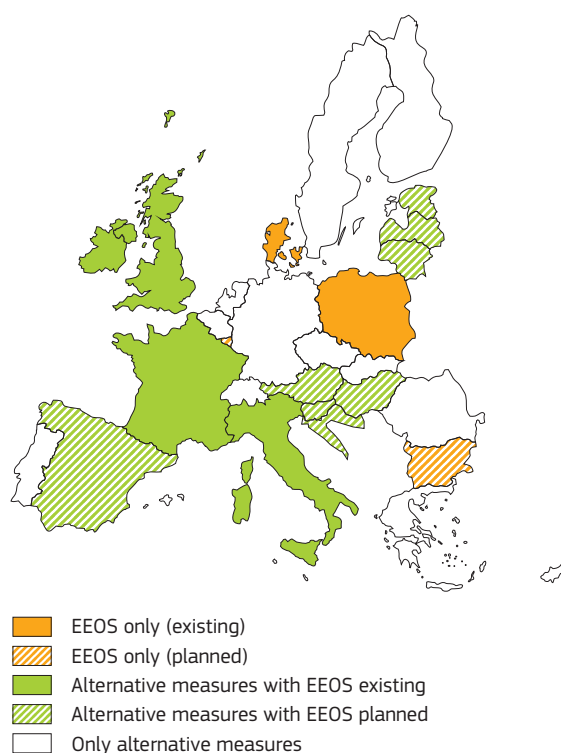 EEOS only (existing)
EEOS only (planned)
Alternative measures with EEOS existing
Alternative measures with EEOS planned
Only alternative measures